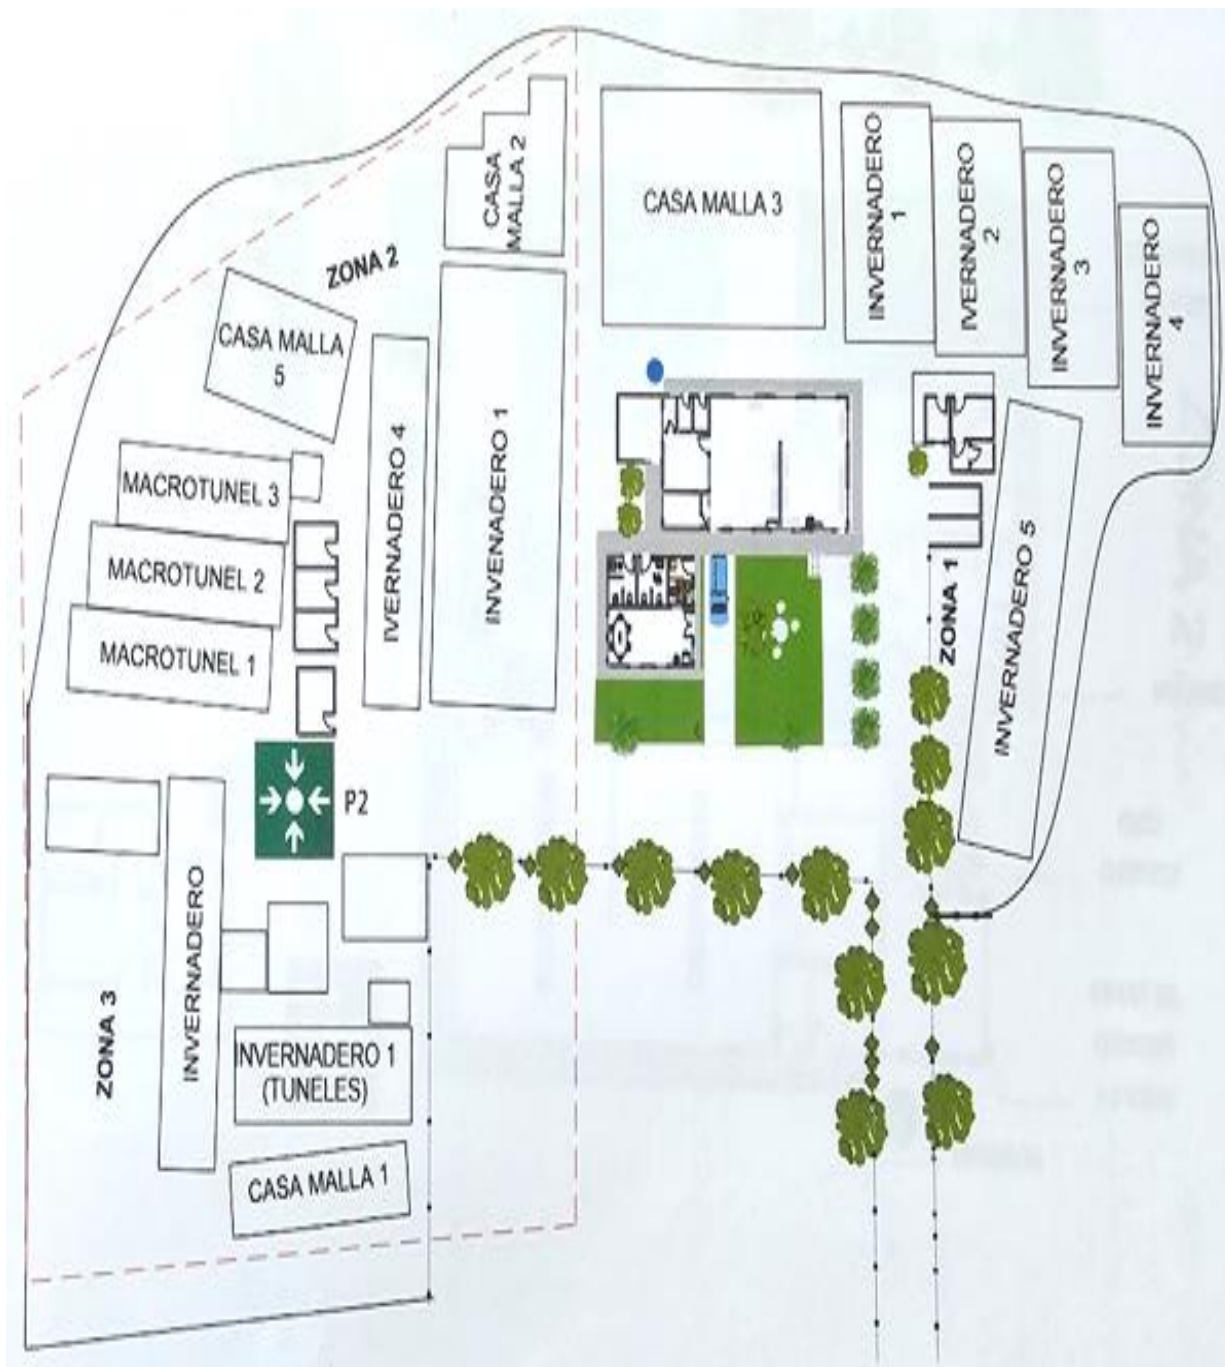 CASA
MALLA 2
CASA MALLA 3
INVERNADERO
1
IVERNADERO
2
INVERNADERO
3
INVERNADERO
4
ZONA 2
CASA MALLA
5
IVERNADERO 4
INVENADERO 1
MACROTUNEL 3
MACROTUNEL 2
MACROTUNEL 1
ZONA 1
INVERNADERO 5
P2
ZONA 3
INVERNADERO
INVERNADERO 1
(TUNELES)
CASA MALLA 1